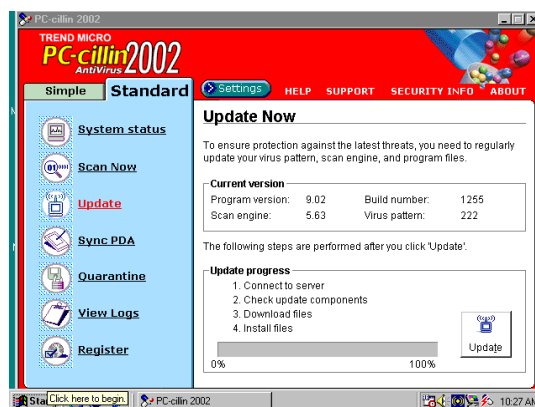 PC-cillin 2002
TREND MICRO
PC-cillin 2002
AntiVirus
Simple
Standard
Settings
HELP
SUPPORT
SECURITY INFO
ABOUT
System status
Scan Now
Update
Sync PDA
Quarantine
View Logs
Register
Update Now
To ensure protection against the latest threats, you need to regularly
update your virus pattern, scan engine, and program files.
Current version
Program version: 9.02 Build number: 1255
Scan engine: 5.63 Virus pattern: 222
The following steps are performed after you click 'Update'.
Update progress
1. Connect to server
2. Check update components
3. Download files
4. Install files
Update
0% 100%
Click here to begin.
PC-cillin 2002
10:27 AM